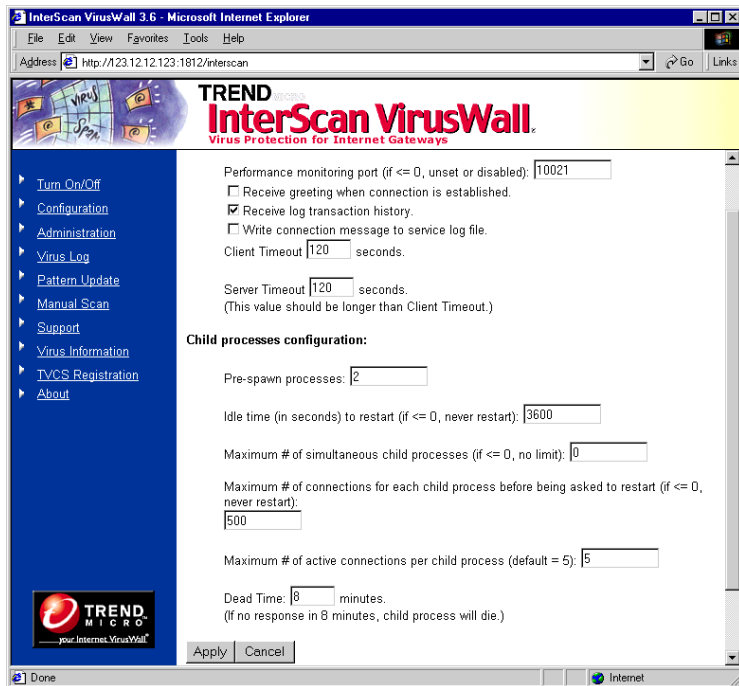 InterScan VirusWall 3.6 - Microsoft Internet Explorer
File Edit View Favorites Tools Help
Address http://123.12.12.123:1812/interscan Go Links
VIRUS
SPAM
TREND MICRO
InterScan VirusWall
Virus Protection for Internet Gateways
Turn On/Off
Configuration
Administration
Virus Log
Pattern Update
Manual Scan
Support
Virus Information
TVCS Registration
About
TREND
MICRO
your Internet VirusWall
Performance monitoring port (if <= 0, unset or disabled): 10021
Receive greeting when connection is established.
Receive log transaction history.
Write connection message to service log file.
Client Timeout 120 seconds.
Server Timeout 120 seconds.
(This value should be longer than Client Timeout.)
Child processes configuration:
Pre-spawn processes: 2
Idle time (in seconds) to restart (if <= 0, never restart): 3600
Maximum # of simultaneous child processes (if <= 0, no limit): 0
Maximum # of connections for each child process before being asked to restart (if <= 0,
never restart):
500
Maximum # of active connections per child process (default = 5): 5
Dead Time: 8 minutes.
(If no response in 8 minutes, child process will die.)
Apply Cancel
Done Internet